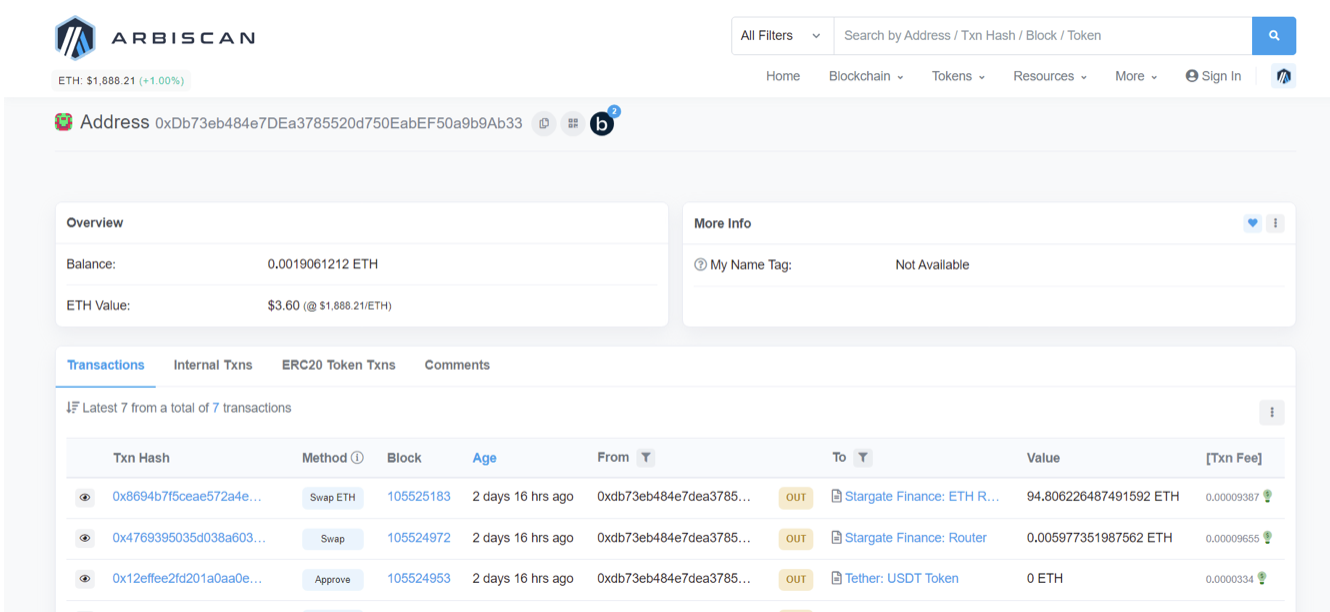 ARBISCAN
All Filters
Search by Address / Txn Hash / Block / Token
ETH: $1,888.21 (+1.00%)
Home Blockchain Tokens Resources More Sign In
Address 0xDb73eb484e7DEa3785520d750EabEF50a9b9Ab33 b 2
Overview
Balance: 0.0019061212 ETH
ETH Value: $3.60 (@ $1,888.21/ETH)
More Info
My Name Tag: Not Available
Transactions Internal Txns ERC20 Token Txns Comments
Latest 7 from a total of 7 transactions
Txn Hash Method Block Age From To Value [Txn Fee]
0x8694b7f5ceae572a4e... Swap ETH 105525183 2 days 16 hrs ago 0xdb73eb484e7dea3785... OUT Stargate Finance: ETH R... 94.806226487491592 ETH 0.00009387
0x4769395035d038a603... Swap 105524972 2 days 16 hrs ago 0xdb73eb484e7dea3785... OUT Stargate Finance: Router 0.005977351987562 ETH 0.00009655
0x12effee2fd201a0aa0e... Approve 105524953 2 days 16 hrs ago 0xdb73eb484e7dea3785... OUT Tether: USDT Token 0 ETH 0.0000334